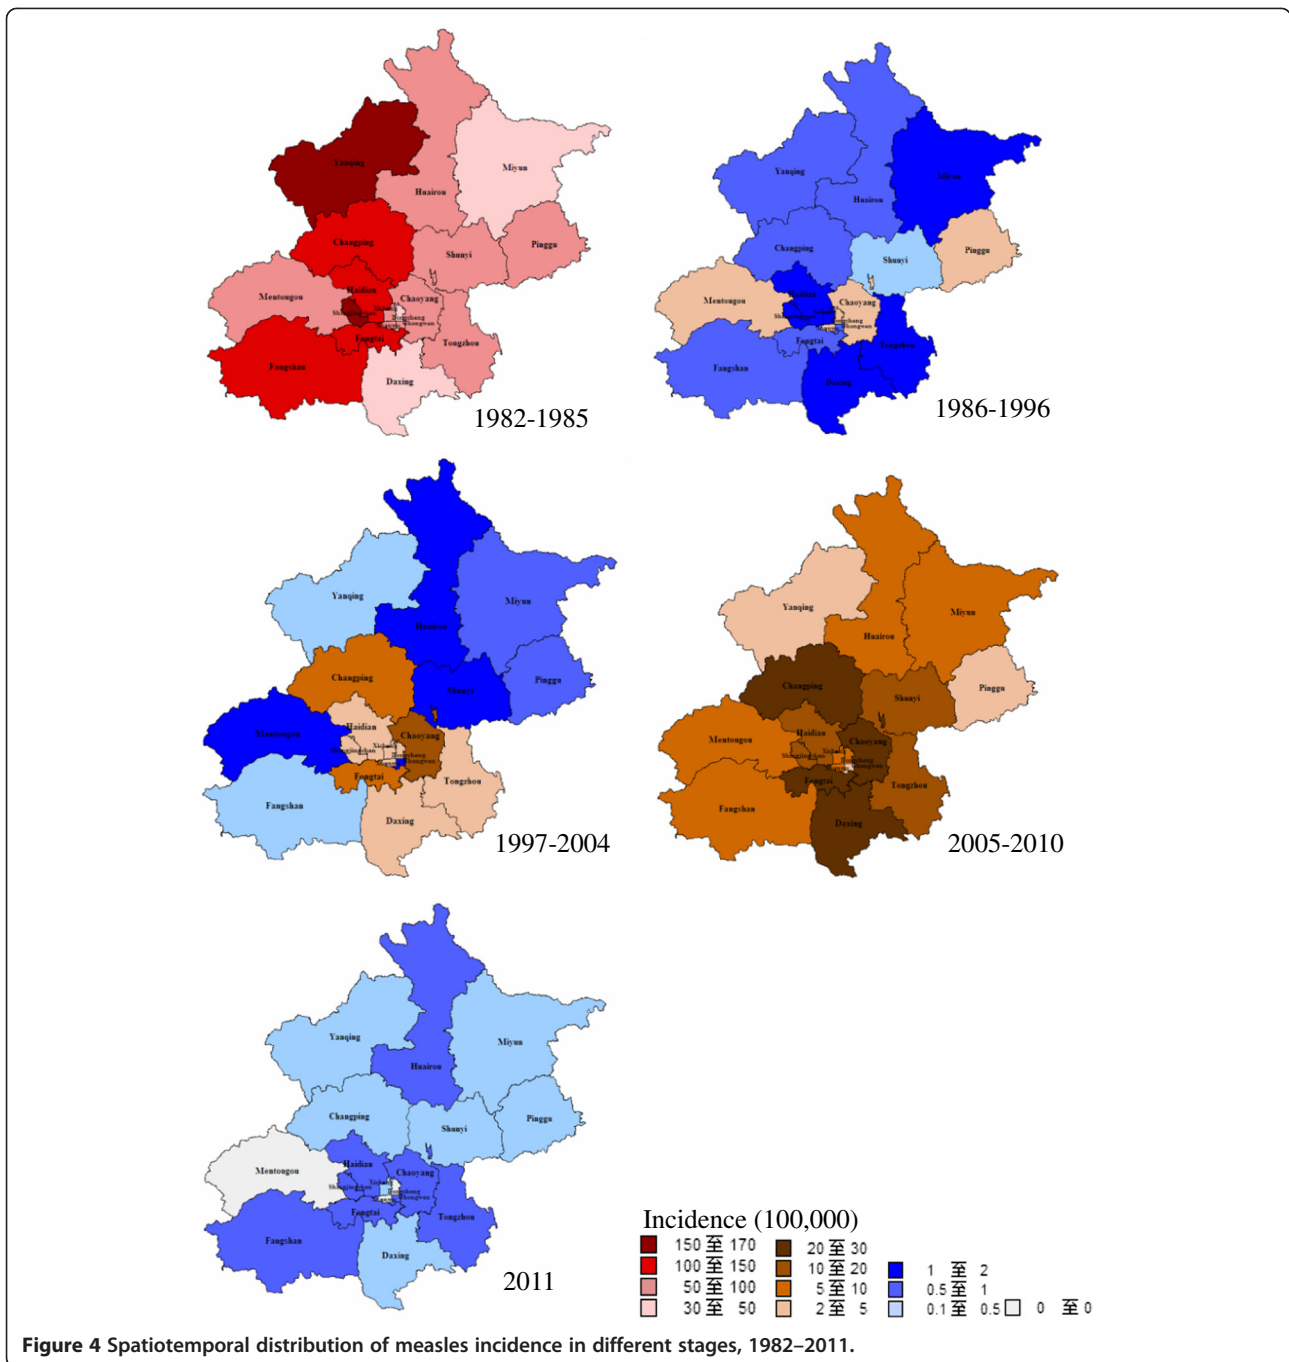 Yanqing
Miyun
Huairou
Changping
Shunyi
Pinggu
Mentougou
Haidian
Chaoyang
Fangshan
Fengtai
Tongzhou
Daxing
1982-1985
Yanqing
Miyun
Huairou
Changping
Shunyi
Pinggu
Mentougou
Haidian
Chaoyang
Fangshan
Fengtai
Tongzhou
Daxing
1986-1996
Yanqing
Miyun
Huairou
Changping
Shunyi
Pinggu
Mentougou
Haidian
Chaoyang
Shijingshan
Fangshan
Fengtai
Tongzhou
Daxing
1997-2004
Yanqing
Miyun
Huairou
Changping
Shunyi
Pinggu
Mentougou
Haidian
Chaoyang
Shijingshan
Fangshan
Fengtai
Tongzhou
Daxing
2005-2010
Yanqing
Miyun
Huairou
Changping
Shunyi
Pinggu
Mentougou
Haidian
Chaoyang
Fangshan
Fengtai
Tongzhou
Daxing
2011
Incidence (100,000)
150 至 170
100 至 150
50 至 100
30 至 50
20 至 30
10 至 20
5 至 10
2 至 5
1 至 2
0.5 至 1
0.1 至 0.5
0 至 0
Figure 4 Spatiotemporal distribution of measles incidence in different stages, 1982–2011.